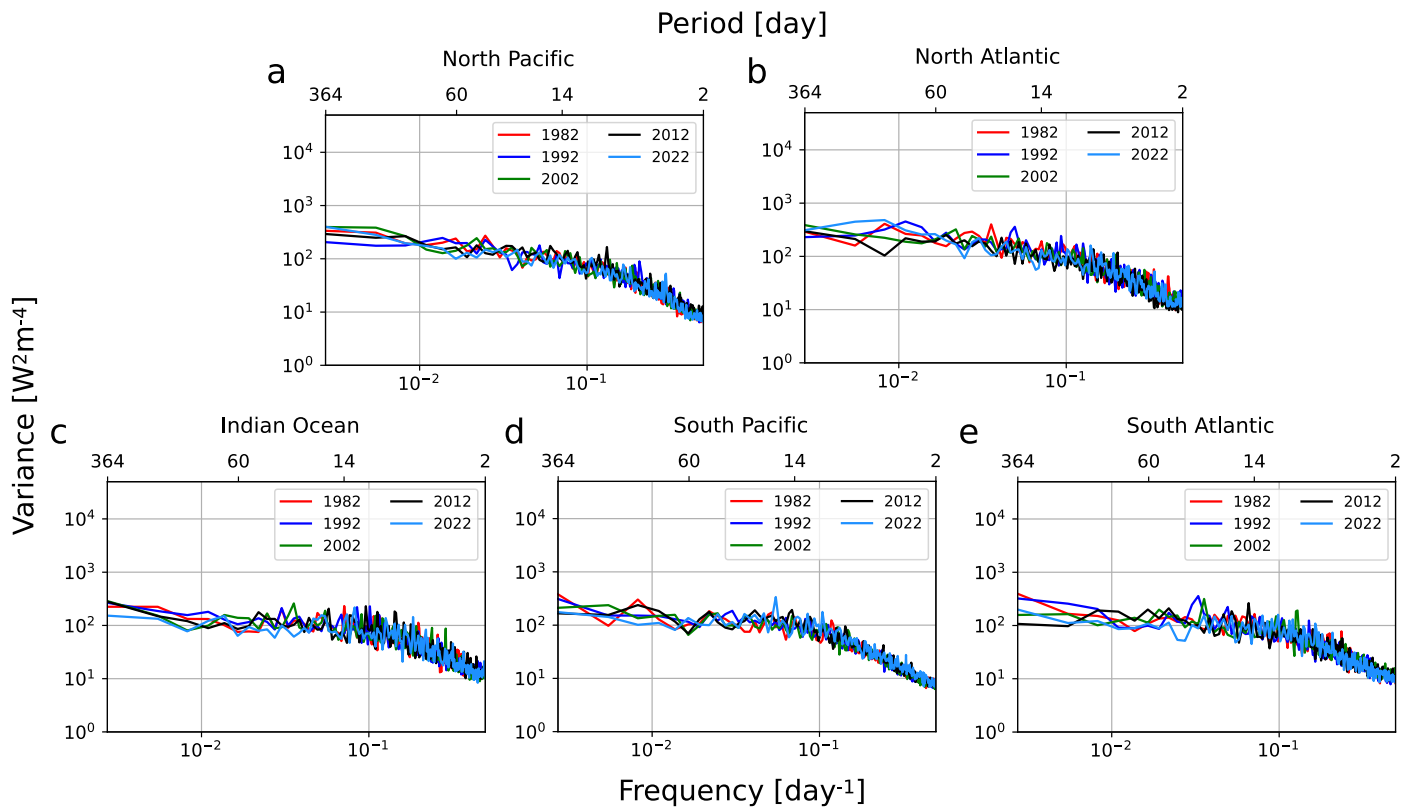 Period [day]
a
North Pacific
364 60 14 2
1982 2012
1992 2022
2002
10⁴
10³
10²
10¹
10⁰
10⁻² 10⁻¹
b
North Atlantic
364 60 14 2
1982 2012
1992 2022
2002
10⁴
10³
10²
10¹
10⁰
10⁻² 10⁻¹
Variance [W²m⁻⁴]
c
Indian Ocean
364 60 14 2
1982 2012
1992 2022
2002
10⁴
10³
10²
10¹
10⁰
10⁻² 10⁻¹
d
South Pacific
364 60 14 2
1982 2012
1992 2022
2002
10⁴
10³
10²
10¹
10⁰
10⁻² 10⁻¹
e
South Atlantic
364 60 14 2
1982 2012
1992 2022
2002
10⁴
10³
10²
10¹
10⁰
10⁻² 10⁻¹
Frequency [day⁻¹]